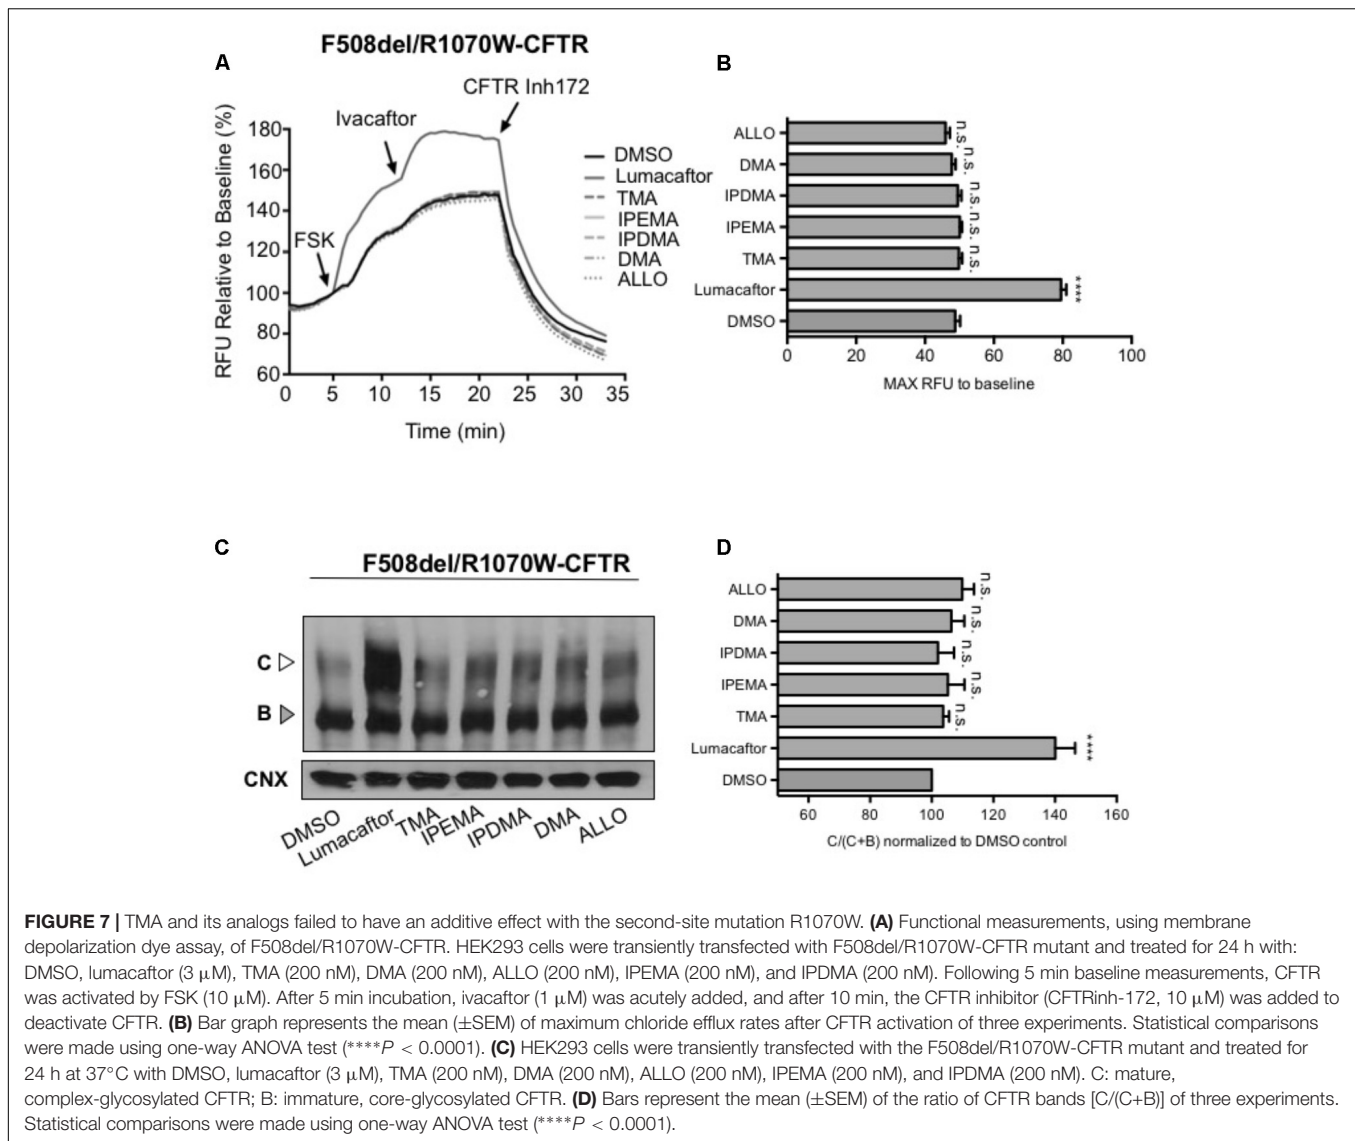 F508del/R1070W-CFTR
A
CFTR Inh172
Ivacaftor
FSK
RFU Relative to Baseline (%)
180
160
140
120
100
80
60
0 5 10 15 20 25 30 35
Time (min)
DMSO
Lumacaftor
TMA
IPEMA
IPDMA
DMA
ALLO
B
ALLO n.s.
DMA n.s.
IPDMA n.s.
IPEMA n.s.
TMA n.s.
Lumacaftor ****
DMSO
0 20 40 60 80 100
MAX RFU to baseline
C
F508del/R1070W-CFTR
C
B
CNX
DMSO Lumacaftor TMA IPEMA IPDMA DMA ALLO
D
ALLO n.s.
DMA n.s.
IPDMA n.s.
IPEMA n.s.
TMA n.s.
Lumacaftor ****
DMSO
60 80 100 120 140 160
C/(C+B) normalized to DMSO control
FIGURE 7 | TMA and its analogs failed to have an additive effect with the second-site mutation R1070W. (A) Functional measurements, using membrane
depolarization dye assay, of F508del/R1070W-CFTR. HEK293 cells were transiently transfected with F508del/R1070W-CFTR mutant and treated for 24 h with:
DMSO, lumacaftor (3 μM), TMA (200 nM), DMA (200 nM), ALLO (200 nM), IPEMA (200 nM), and IPDMA (200 nM). Following 5 min baseline measurements, CFTR
was activated by FSK (10 μM). After 5 min incubation, ivacaftor (1 μM) was acutely added, and after 10 min, the CFTR inhibitor (CFTRinh-172, 10 μM) was added to
deactivate CFTR. (B) Bar graph represents the mean (±SEM) of maximum chloride efflux rates after CFTR activation of three experiments. Statistical comparisons
were made using one-way ANOVA test (****P < 0.0001). (C) HEK293 cells were transiently transfected with the F508del/R1070W-CFTR mutant and treated for
24 h at 37°C with DMSO, lumacaftor (3 μM), TMA (200 nM), DMA (200 nM), ALLO (200 nM), IPEMA (200 nM), and IPDMA (200 nM). C: mature,
complex-glycosylated CFTR; B: immature, core-glycosylated CFTR. (D) Bars represent the mean (±SEM) of the ratio of CFTR bands [C/(C+B)] of three experiments.
Statistical comparisons were made using one-way ANOVA test (****P < 0.0001).